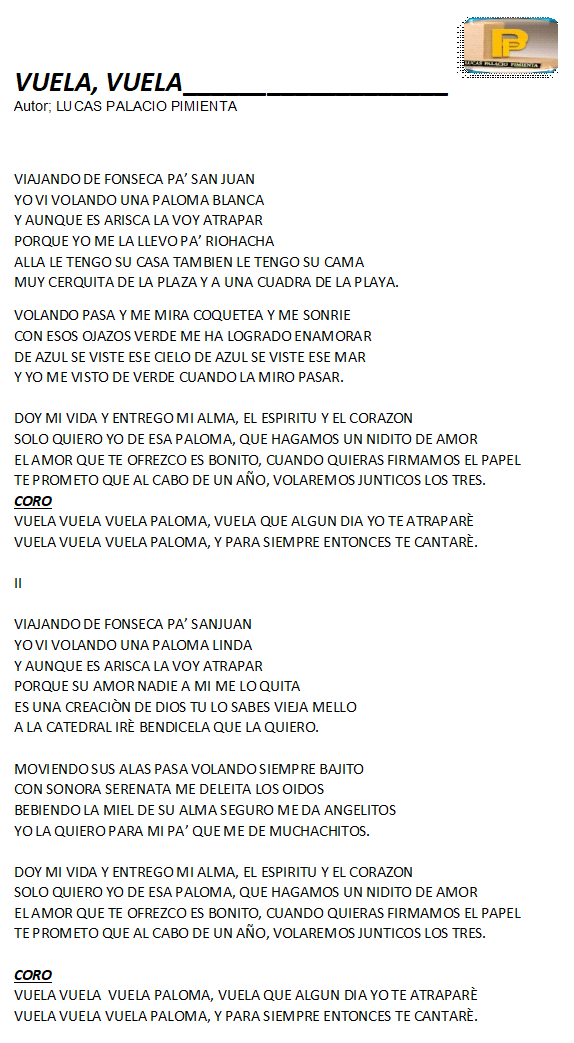 VUELA, VUELA____________________
Autor; LUCAS PALACIO PIMIENTA
PP
LUCAS PALACIO PIMIENTA
VIAJANDO DE FONSECA PA’ SAN JUAN
YO VI VOLANDO UNA PALOMA BLANCA
Y AUNQUE ES ARISCA LA VOY ATRAPAR
PORQUE YO ME LA LLEVO PA’ RIOHACHA
ALLA LE TENGO SU CASA TAMBIEN LE TENGO SU CAMA
MUY CERQUITA DE LA PLAZA Y A UNA CUADRA DE LA PLAYA.
VOLANDO PASA Y ME MIRA COQUETEA Y ME SONRIE
CON ESOS OJAZOS VERDE ME HA LOGRADO ENAMORAR
DE AZUL SE VISTE ESE CIELO DE AZUL SE VISTE ESE MAR
Y YO ME VISTO DE VERDE CUANDO LA MIRO PASAR.
DOY MI VIDA Y ENTREGO MI ALMA, EL ESPIRITU Y EL CORAZON
SOLO QUIERO YO DE ESA PALOMA, QUE HAGAMOS UN NIDITO DE AMOR
EL AMOR QUE TE OFREZCO ES BONITO, CUANDO QUIERAS FIRMAMOS EL PAPEL
TE PROMETO QUE AL CABO DE UN AÑO, VOLAREMOS JUNTICOS LOS TRES.
CORO
VUELA VUELA VUELA PALOMA, VUELA QUE ALGUN DIA YO TE ATRAPARÈ
VUELA VUELA VUELA PALOMA, Y PARA SIEMPRE ENTONCES TE CANTARÈ.
II
VIAJANDO DE FONSECA PA’ SANJUAN
YO VI VOLANDO UNA PALOMA LINDA
Y AUNQUE ES ARISCA LA VOY ATRAPAR
PORQUE SU AMOR NADIE A MI ME LO QUITA
ES UNA CREACIÒN DE DIOS TU LO SABES VIEJA MELLO
A LA CATEDRAL IRÈ BENDICELA QUE LA QUIERO.
MOVIENDO SUS ALAS PASA VOLANDO SIEMPRE BAJITO
CON SONORA SERENATA ME DELEITA LOS OIDOS
BEBIENDO LA MIEL DE SU ALMA SEGURO ME DA ANGELITOS
YO LA QUIERO PARA MI PA’ QUE ME DE MUCHACHITOS.
DOY MI VIDA Y ENTREGO MI ALMA, EL ESPIRITU Y EL CORAZON
SOLO QUIERO YO DE ESA PALOMA, QUE HAGAMOS UN NIDITO DE AMOR
EL AMOR QUE TE OFREZCO ES BONITO, CUANDO QUIERAS FIRMAMOS EL PAPEL
TE PROMETO QUE AL CABO DE UN AÑO, VOLAREMOS JUNTICOS LOS TRES.
CORO
VUELA VUELA  VUELA PALOMA, VUELA QUE ALGUN DIA YO TE ATRAPARÈ
VUELA VUELA VUELA PALOMA, Y PARA SIEMPRE ENTONCES TE CANTARÈ.